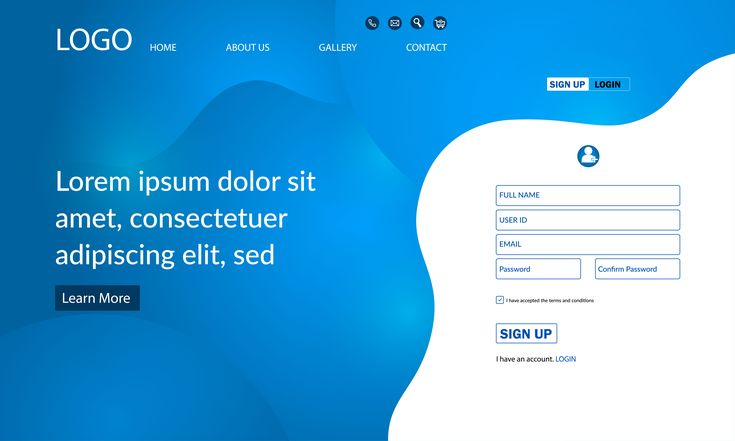 LOGO
HOME ABOUT US GALLERY CONTACT
SIGN UP LOGIN
Lorem ipsum dolor sit
amet, consectetuer
adipiscing elit, sed
Learn More
FULL NAME
USER ID
EMAIL
Password Confirm Password
I have accepted the terms and conditions
SIGN UP
I have an account. LOGIN